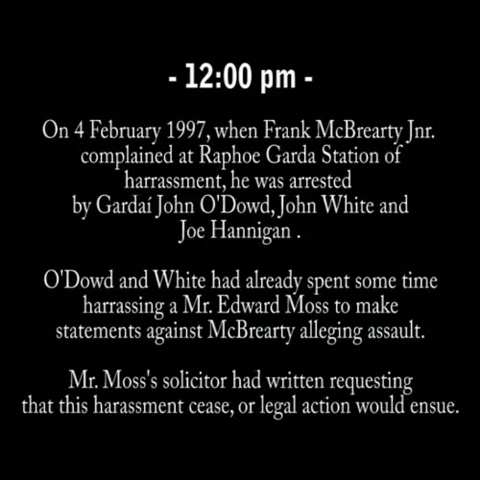 - 12:00 pm -
On 4 February 1997, when Frank McBrearty Jnr.
complained at Raphoe Garda Station of
harrassment, he was arrested
by Gardaí John O'Dowd, John White and
Joe Hannigan .
O'Dowd and White had already spent some time
harrassing a Mr. Edward Moss to make
statements against McBrearty alleging assault.
Mr. Moss's solicitor had written requesting
that this harassment cease, or legal action would ensue.